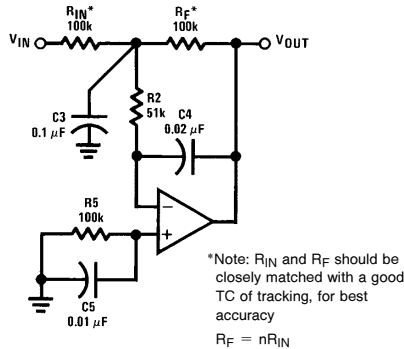 RIN*
100k
RF*
100k
VIN
VOUT
R2
51k
C4
0.02 μF
C3
0.1 μF
−
+
R5
100k
C5
0.01 μF
*Note: RIN and RF should be
closely matched with a good
TC of tracking, for best
accuracy
RF = nRIN